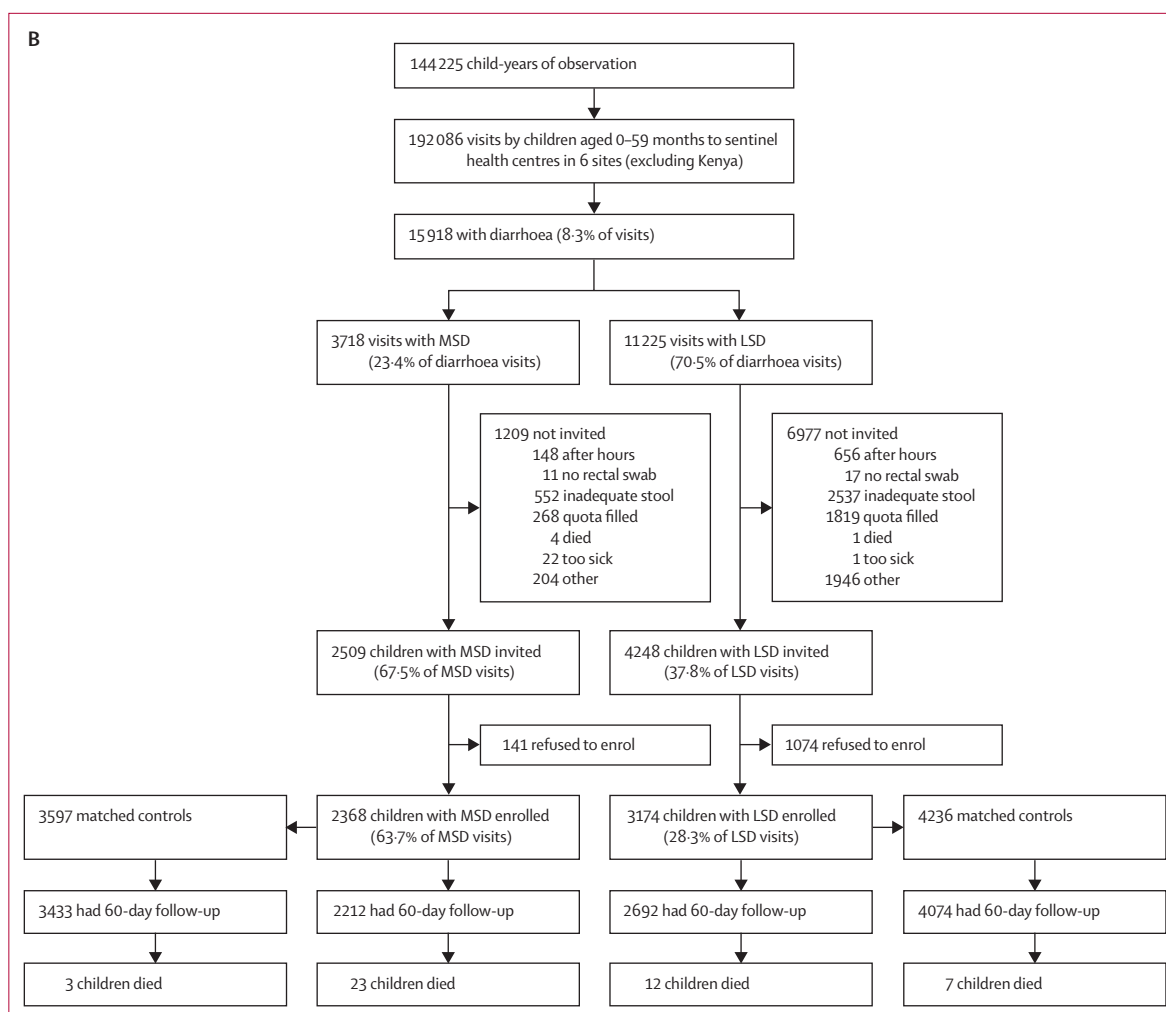 B
144 225 child-years of observation
192 086 visits by children aged 0–59 months to sentinel
health centres in 6 sites (excluding Kenya)
15 918 with diarrhoea (8·3% of visits)
3718 visits with MSD
(23·4% of diarrhoea visits)
11 225 visits with LSD
(70·5% of diarrhoea visits)
1209 not invited
148 after hours
11 no rectal swab
552 inadequate stool
268 quota filled
4 died
22 too sick
204 other
6977 not invited
656 after hours
17 no rectal swab
2537 inadequate stool
1819 quota filled
1 died
1 too sick
1946 other
2509 children with MSD invited
(67·5% of MSD visits)
4248 children with LSD invited
(37·8% of LSD visits)
141 refused to enrol
1074 refused to enrol
3597 matched controls
2368 children with MSD enrolled
(63·7% of MSD visits)
3174 children with LSD enrolled
(28·3% of LSD visits)
4236 matched controls
3433 had 60-day follow-up
2212 had 60-day follow-up
2692 had 60-day follow-up
4074 had 60-day follow-up
3 children died
23 children died
12 children died
7 children died